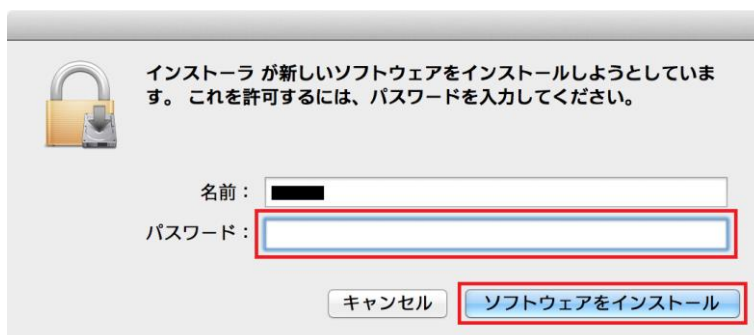 インストーラ が新しいソフトウェアをインストールしようとしていま
す。 これを許可するには、パスワードを入力してください。
名前：
パスワード：
キャンセル
ソフトウェアをインストール